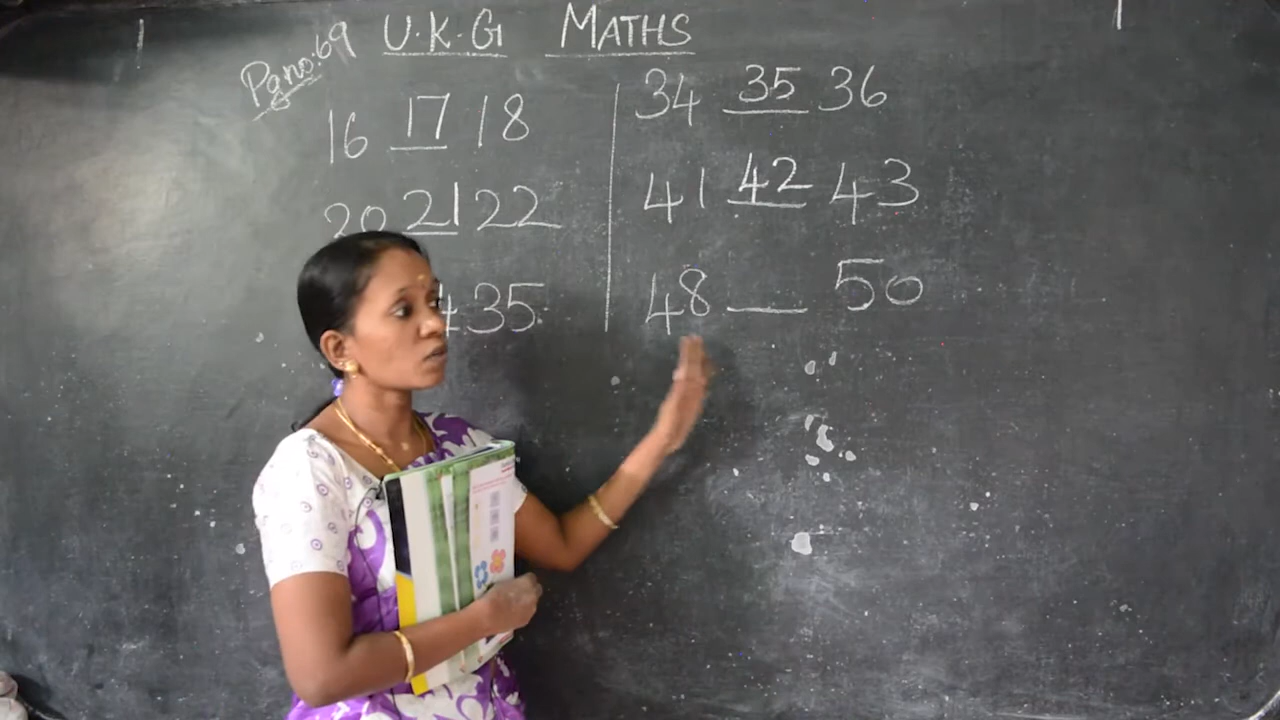 U.K.G MATHS
Pg no:69
16 17 18
20 21 22
35
34 35 36
41 42 43
48 __ 50